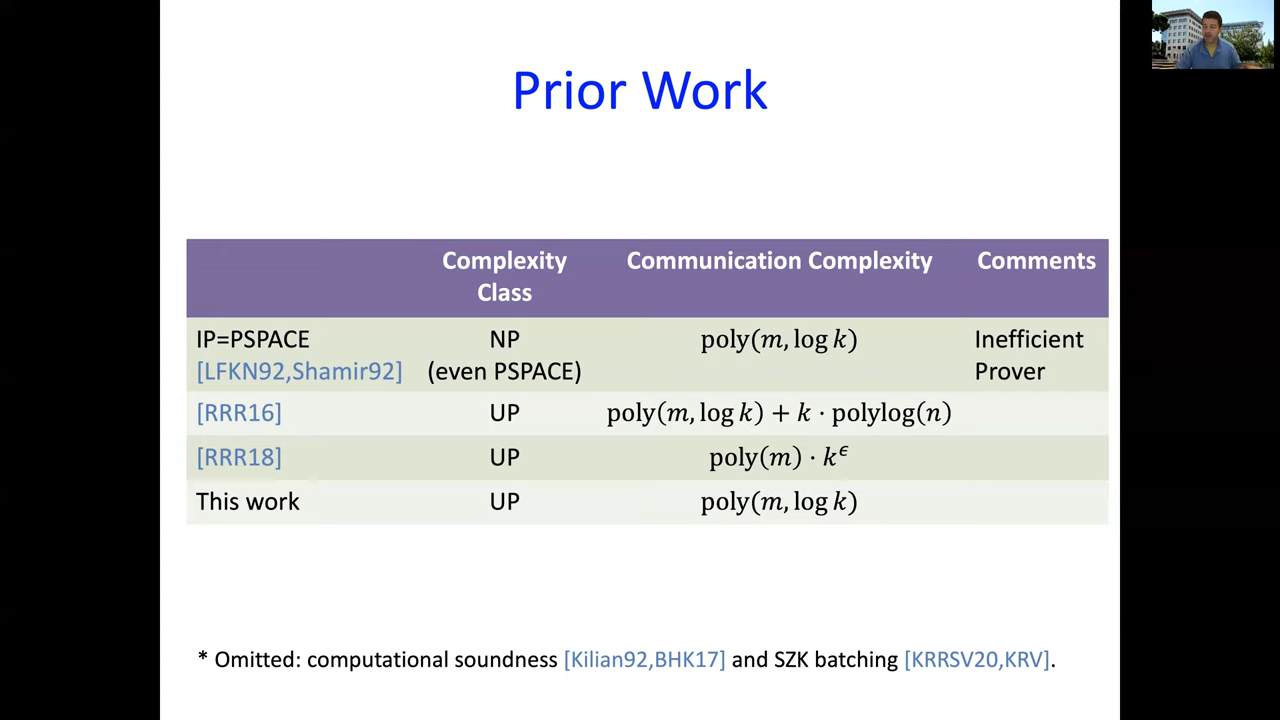 Prior Work
Complexity Class Communication Complexity Comments
IP=PSPACE NP poly(m, log k) Inefficient
[LFKN92,Shamir92] (even PSPACE) Prover
[RRR16] UP poly(m, log k) + k · polylog(n)
[RRR18] UP poly(m) · k^ϵ
This work UP poly(m, log k)
* Omitted: computational soundness [Kilian92,BHK17] and SZK batching [KRRSV20,KRV].